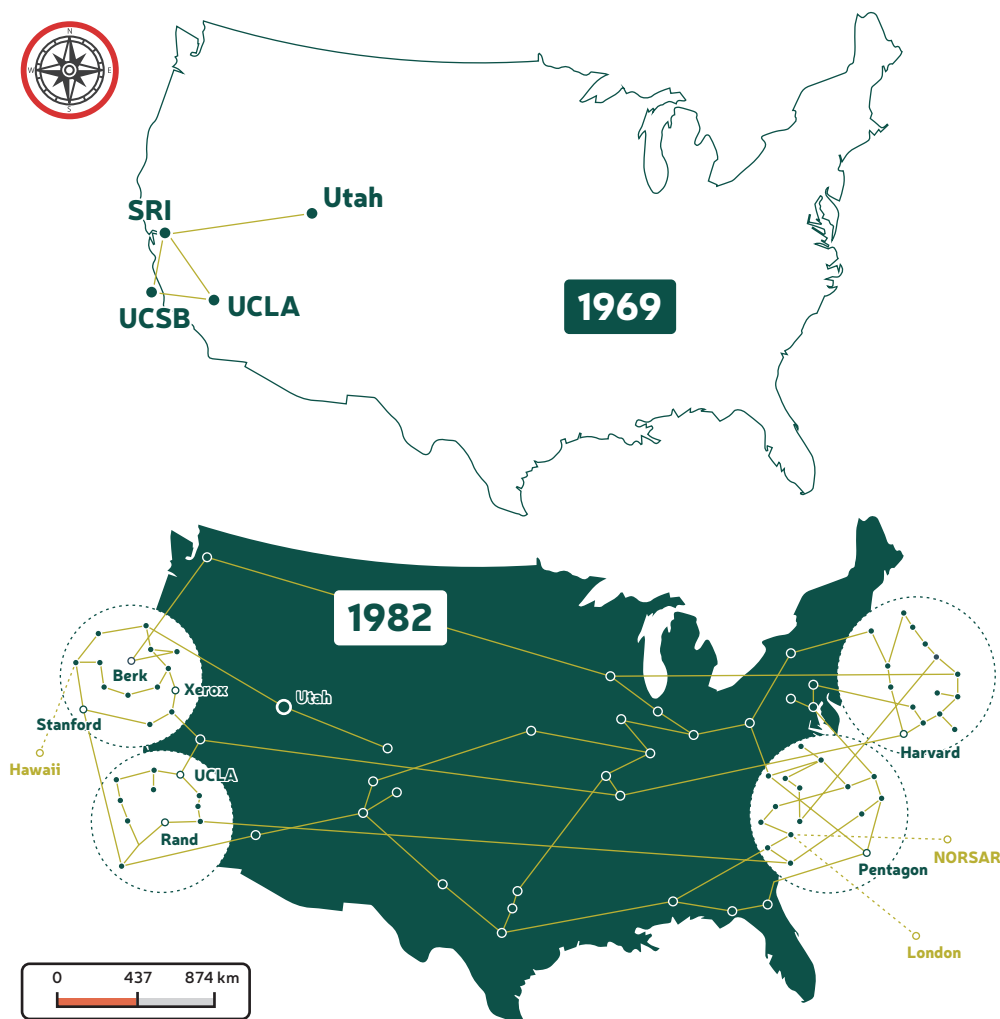 N
W
E
S
SRI
Utah
UCSB
UCLA
1969
1982
Berk
Xerox
Stanford
Utah
Hawaii
UCLA
Rand
Harvard
Pentagon
NORSAR
London
0 437 874 km